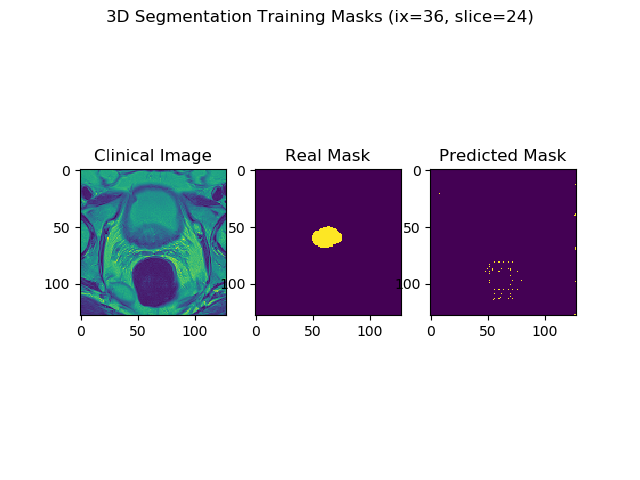 3D Segmentation Training Masks (ix=36, slice=24)
Clinical Image Real Mask Predicted Mask
0 0 0
50 50 50
100 100 100
0 50 100 0 50 100 0 50 100